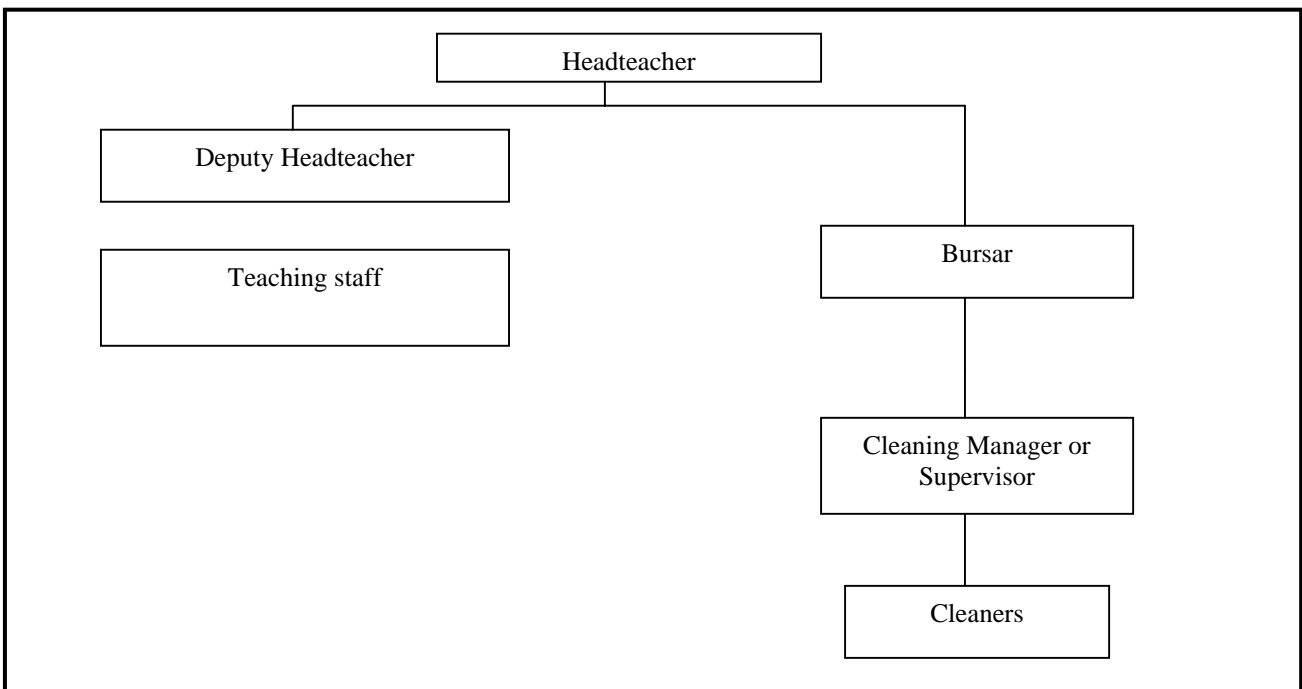 Headteacher
Deputy Headteacher
Teaching staff
Bursar
Cleaning Manager or
Supervisor
Cleaners